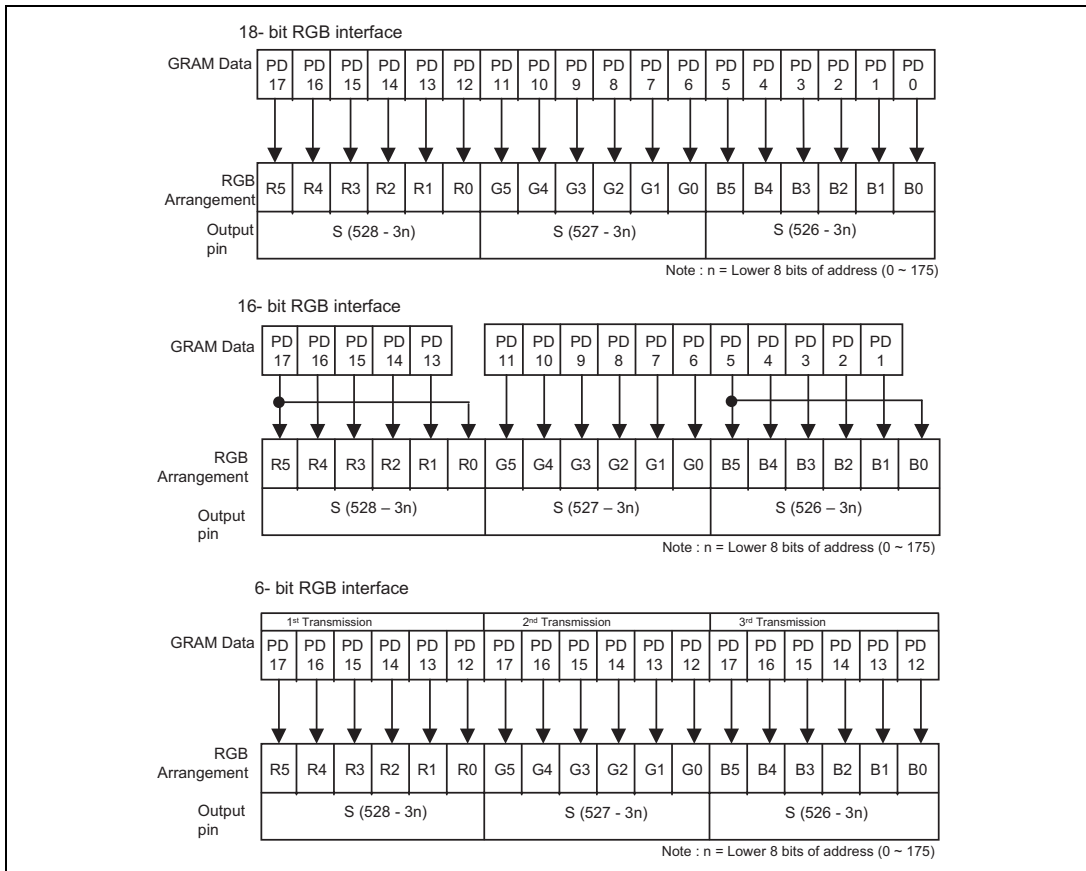 18- bit RGB interface
GRAM Data PD 17 PD 16 PD 15 PD 14 PD 13 PD 12 PD 11 PD 10 PD 9 PD 8 PD 7 PD 6 PD 5 PD 4 PD 3 PD 2 PD 1 PD 0
RGB Arrangement R5 R4 R3 R2 R1 R0 G5 G4 G3 G2 G1 G0 B5 B4 B3 B2 B1 B0
Output pin S (528 - 3n) S (527 - 3n) S (526 - 3n)
Note : n = Lower 8 bits of address (0 ~ 175)
16- bit RGB interface
GRAM Data PD 17 PD 16 PD 15 PD 14 PD 13 PD 11 PD 10 PD 9 PD 8 PD 7 PD 6 PD 5 PD 4 PD 3 PD 2 PD 1
RGB Arrangement R5 R4 R3 R2 R1 R0 G5 G4 G3 G2 G1 G0 B5 B4 B3 B2 B1 B0
Output pin S (528 – 3n) S (527 – 3n) S (526 – 3n)
Note : n = Lower 8 bits of address (0 ~ 175)
6- bit RGB interface
1st Transmission 2nd Transmission 3rd Transmission
GRAM Data PD 17 PD 16 PD 15 PD 14 PD 13 PD 12 PD 17 PD 16 PD 15 PD 14 PD 13 PD 12 PD 17 PD 16 PD 15 PD 14 PD 13 PD 12
RGB Arrangement R5 R4 R3 R2 R1 R0 G5 G4 G3 G2 G1 G0 B5 B4 B3 B2 B1 B0
Output pin S (528 - 3n) S (527 - 3n) S (526 - 3n)
Note : n = Lower 8 bits of address (0 ~ 175)